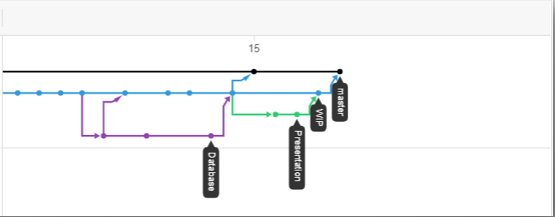 15
master
WIP
Presentation
Database